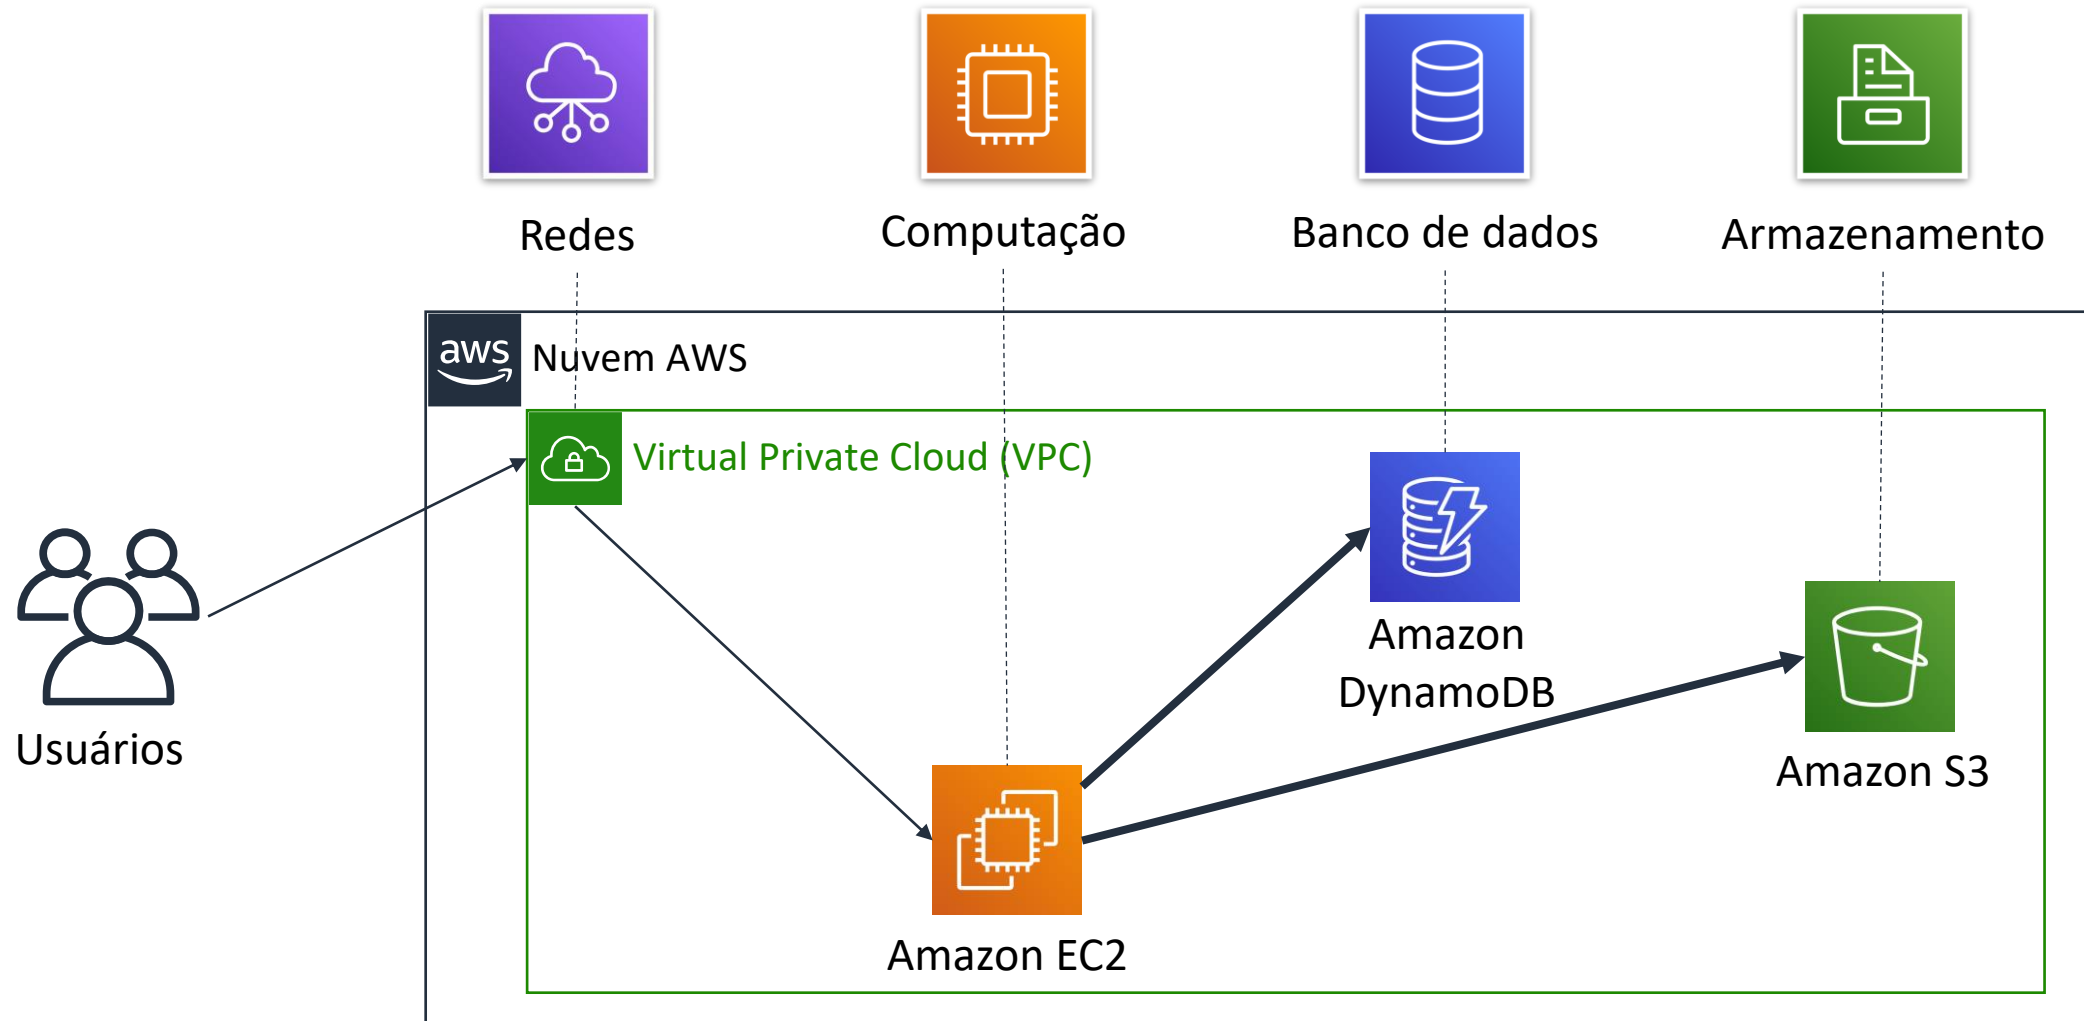 Redes
Computação
Banco de dados
Armazenamento
aws
Nuvem AWS
Virtual Private Cloud (VPC)
Usuários
Amazon
DynamoDB
Amazon S3
Amazon EC2